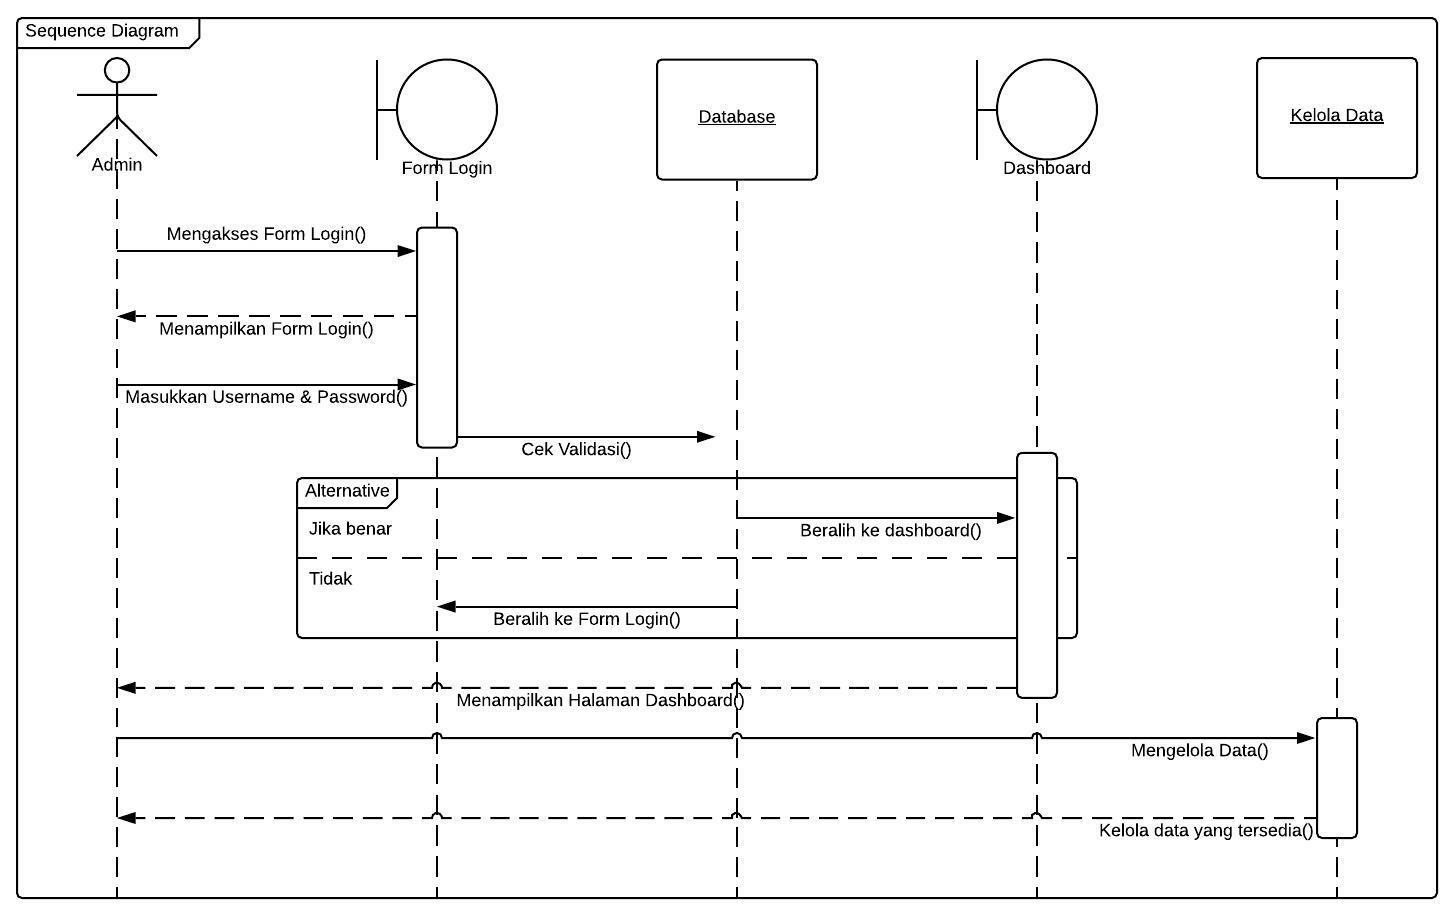 Sequence Diagram
Admin
Form Login
Database
Dashboard
Kelola Data
Mengakses Form Login()
Menampilkan Form Login()
Masukkan Username & Password()
Cek Validasi()
Alternative
Jika benar
Beralih ke dashboard()
Tidak
Beralih ke Form Login()
Menampilkan Halaman Dashboard()
Mengelola Data()
Kelola data yang tersedia()